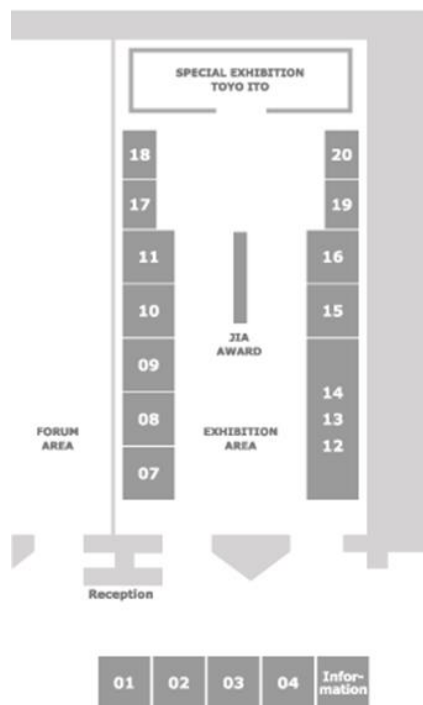 SPECIAL EXHIBITION
TOYO ITO
18
20
17
19
11
16
10
15
JIA
AWARD
09
14
08
13
12
FORUM
AREA
EXHIBITION
AREA
07
Reception
01
02
03
04
Infor-
mation